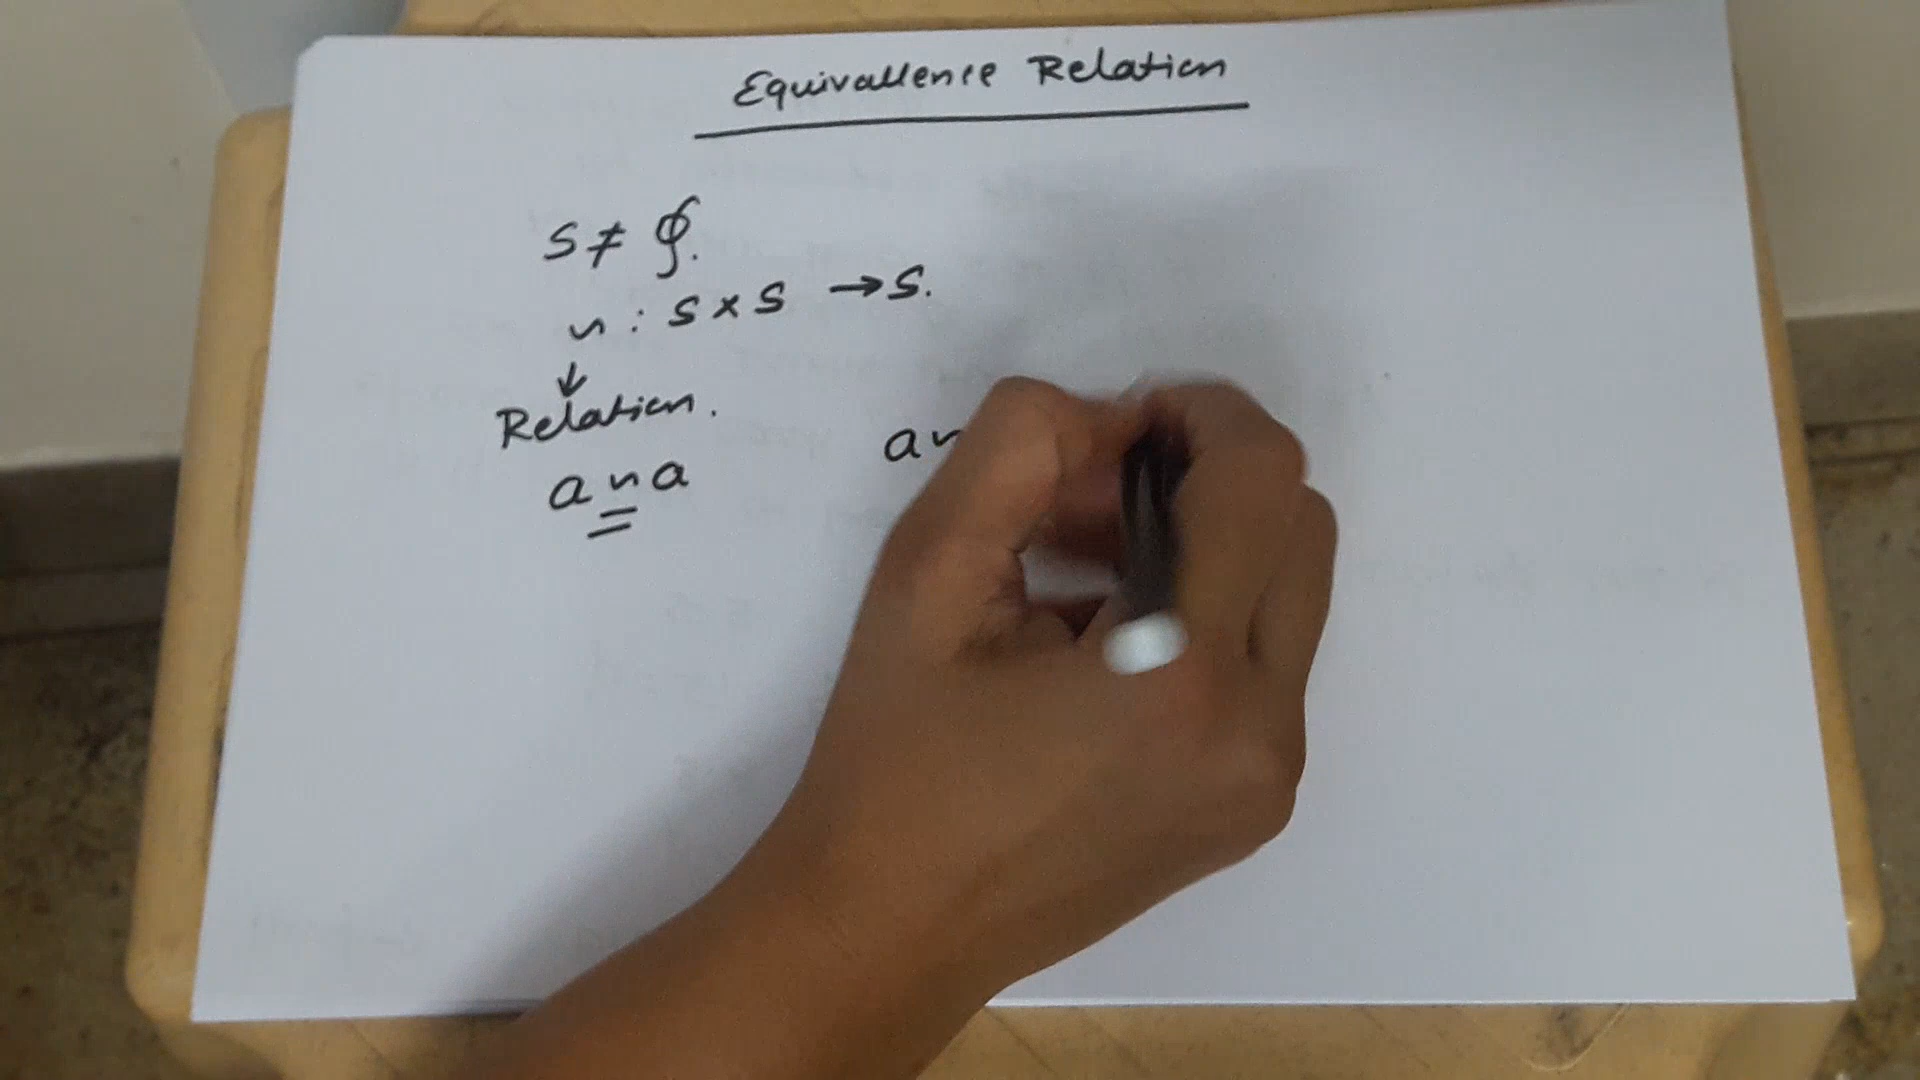 Equivallence Relation
S ≠ ϕ.
~ : S × S → S.
↓
Relation.
a ~ a
a ~